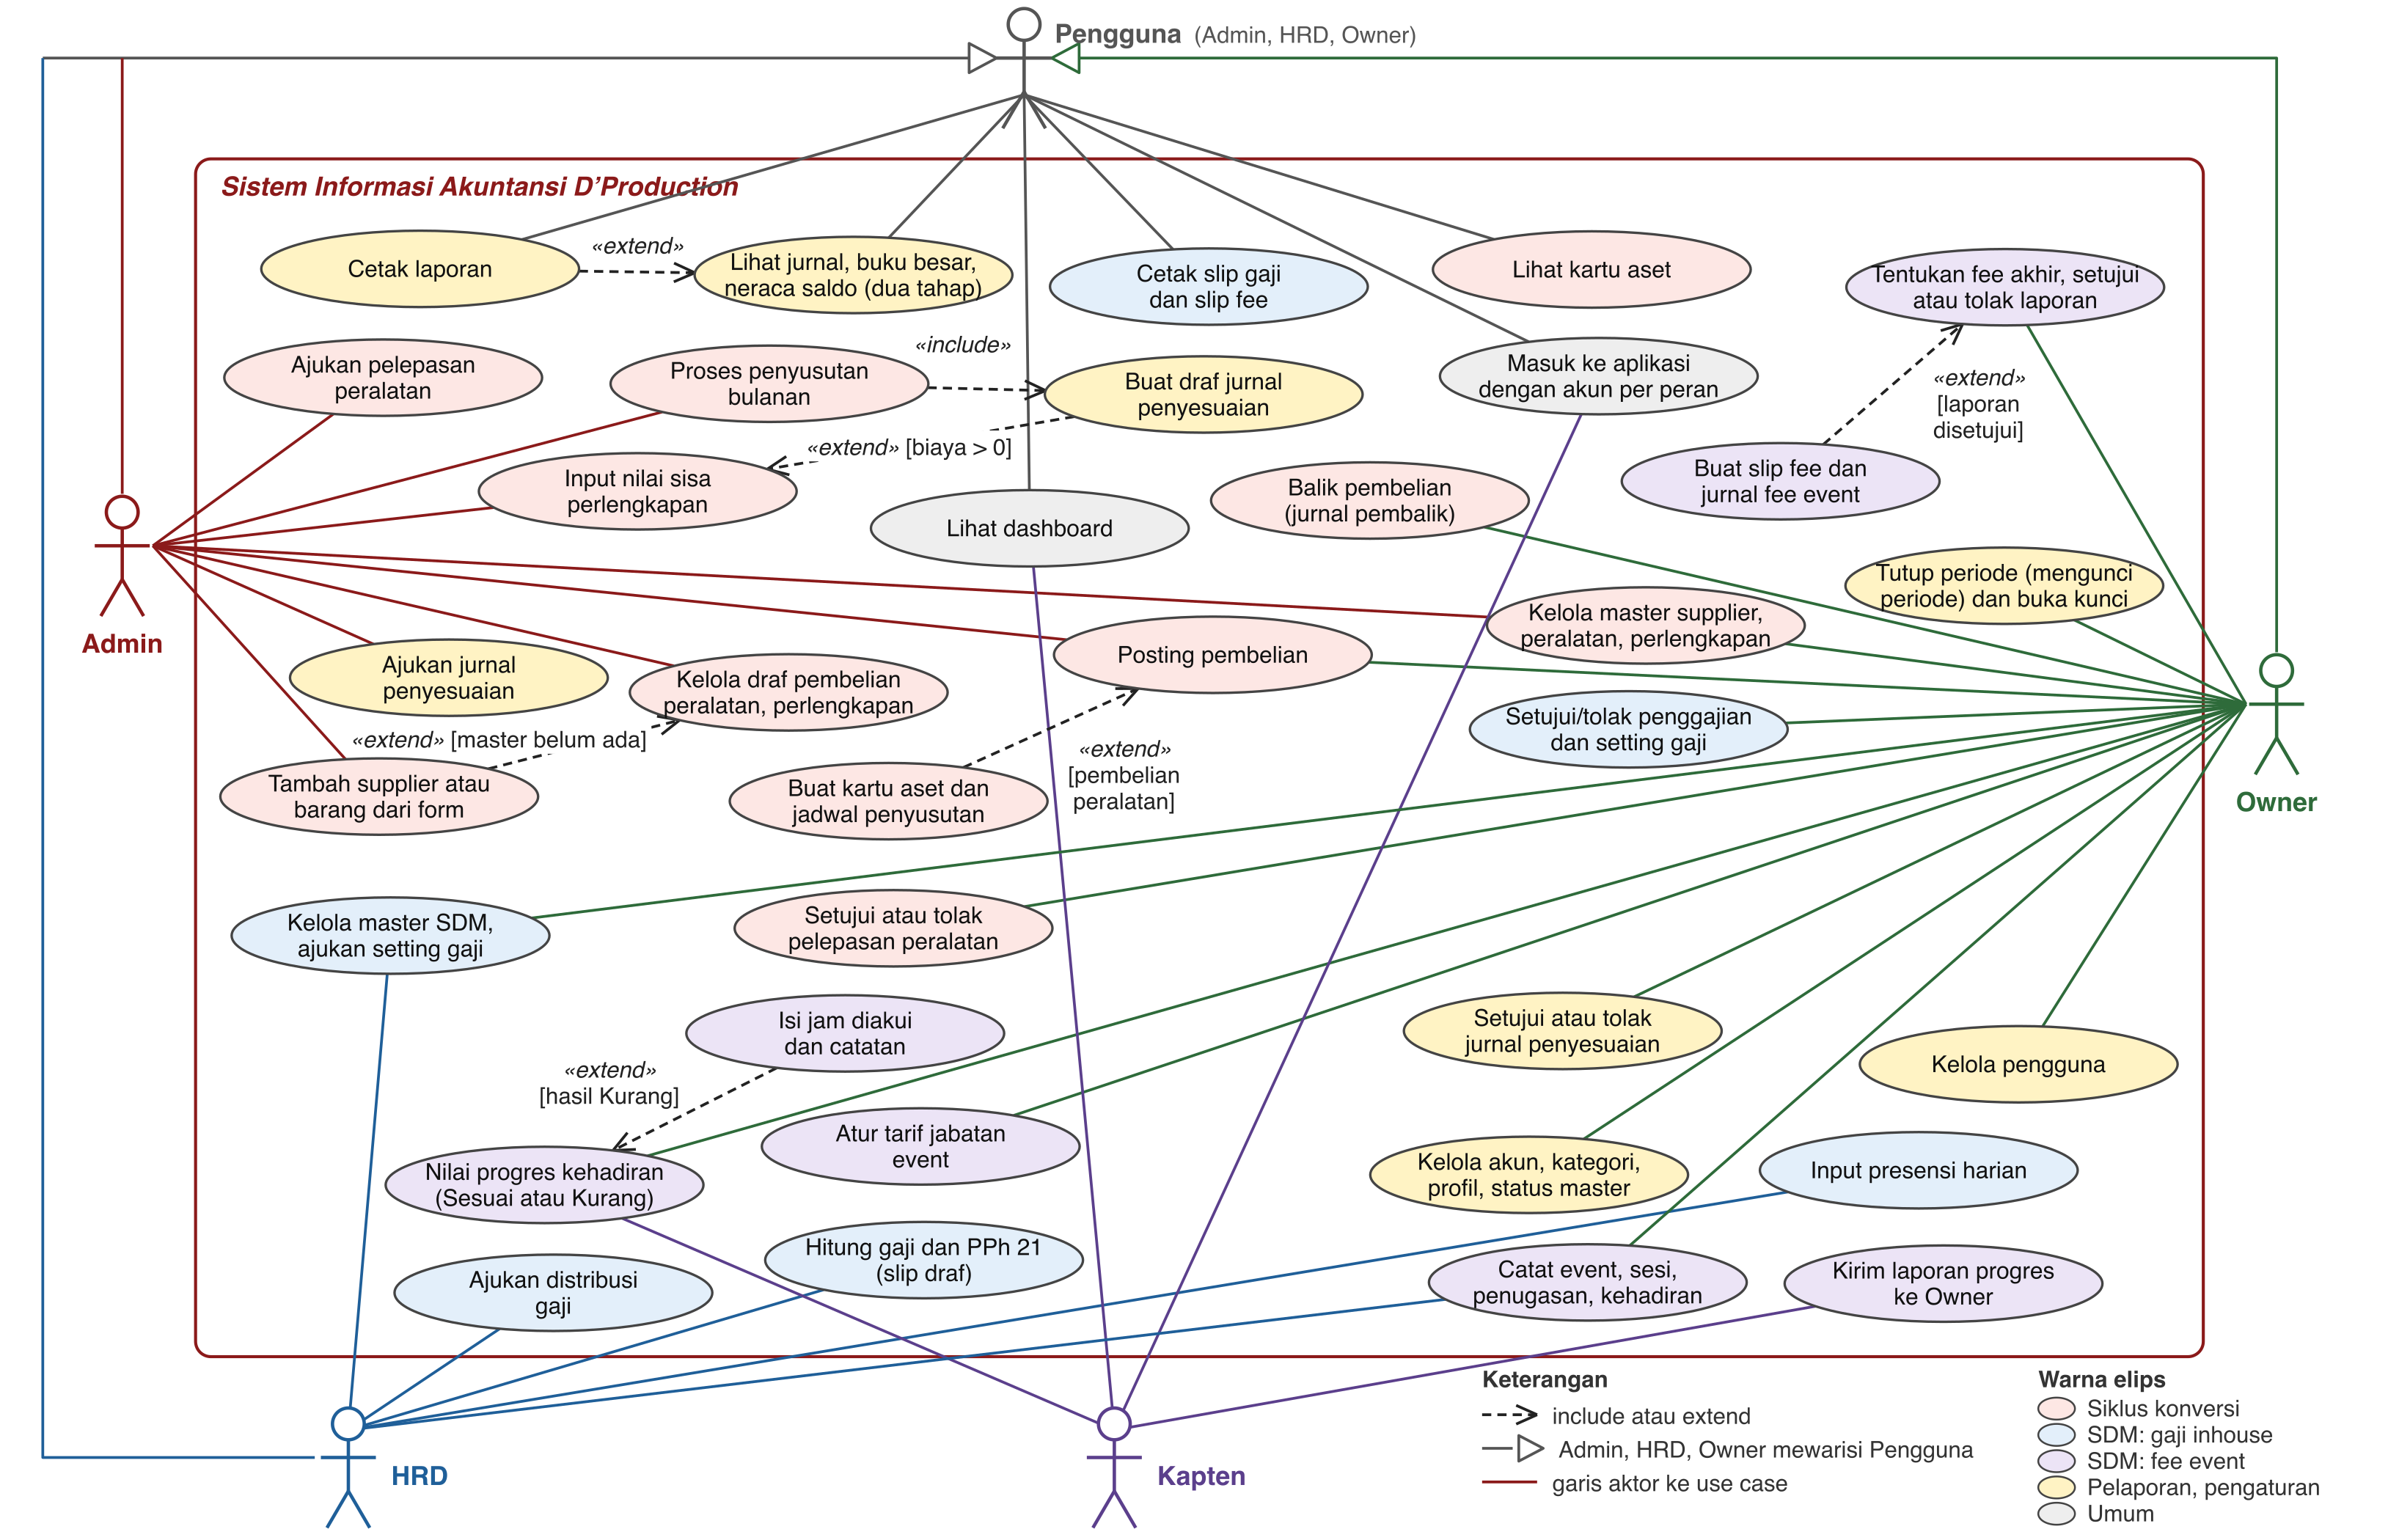 Pengguna (Admin, HRD, Owner)
Sistem Informasi Akuntansi D’Production
Cetak laporan
«extend»
Lihat jurnal, buku besar,
neraca saldo (dua tahap)
Cetak slip gaji
dan slip fee
Lihat kartu aset
Tentukan fee akhir, setujui
atau tolak laporan
Ajukan pelepasan
peralatan
Proses penyusutan
bulanan
«include»
Buat draf jurnal
penyesuaian
Masuk ke aplikasi
dengan akun per peran
«extend»
[laporan
disetujui]
«extend» [biaya > 0]
Input nilai sisa
perlengkapan
Lihat dashboard
Balik pembelian
(jurnal pembalik)
Buat slip fee dan
jurnal fee event
Admin
Tutup periode (mengunci
periode) dan buka kunci
Kelola master supplier,
peralatan, perlengkapan
Posting pembelian
Ajukan jurnal
penyesuaian
Kelola draf pembelian
peralatan, perlengkapan
Setujui/tolak penggajian
dan setting gaji
«extend» [master belum ada]
Tambah supplier atau
barang dari form
Buat kartu aset dan
jadwal penyusutan
«extend»
[pembelian
peralatan]
Owner
Kelola master SDM,
ajukan setting gaji
Setujui atau tolak
pelepasan peralatan
Isi jam diakui
dan catatan
Setujui atau tolak
jurnal penyesuaian
Kelola pengguna
«extend»
[hasil Kurang]
Atur tarif jabatan
event
Nilai progres kehadiran
(Sesuai atau Kurang)
Kelola akun, kategori,
profil, status master
Input presensi harian
Hitung gaji dan PPh 21
(slip draf)
Ajukan distribusi
gaji
Catat event, sesi,
penugasan, kehadiran
Kirim laporan progres
ke Owner
HRD
Kapten
Keterangan
include atau extend
Admin, HRD, Owner mewarisi Pengguna
garis aktor ke use case
Warna elips
Siklus konversi
SDM: gaji inhouse
SDM: fee event
Pelaporan, pengaturan
Umum